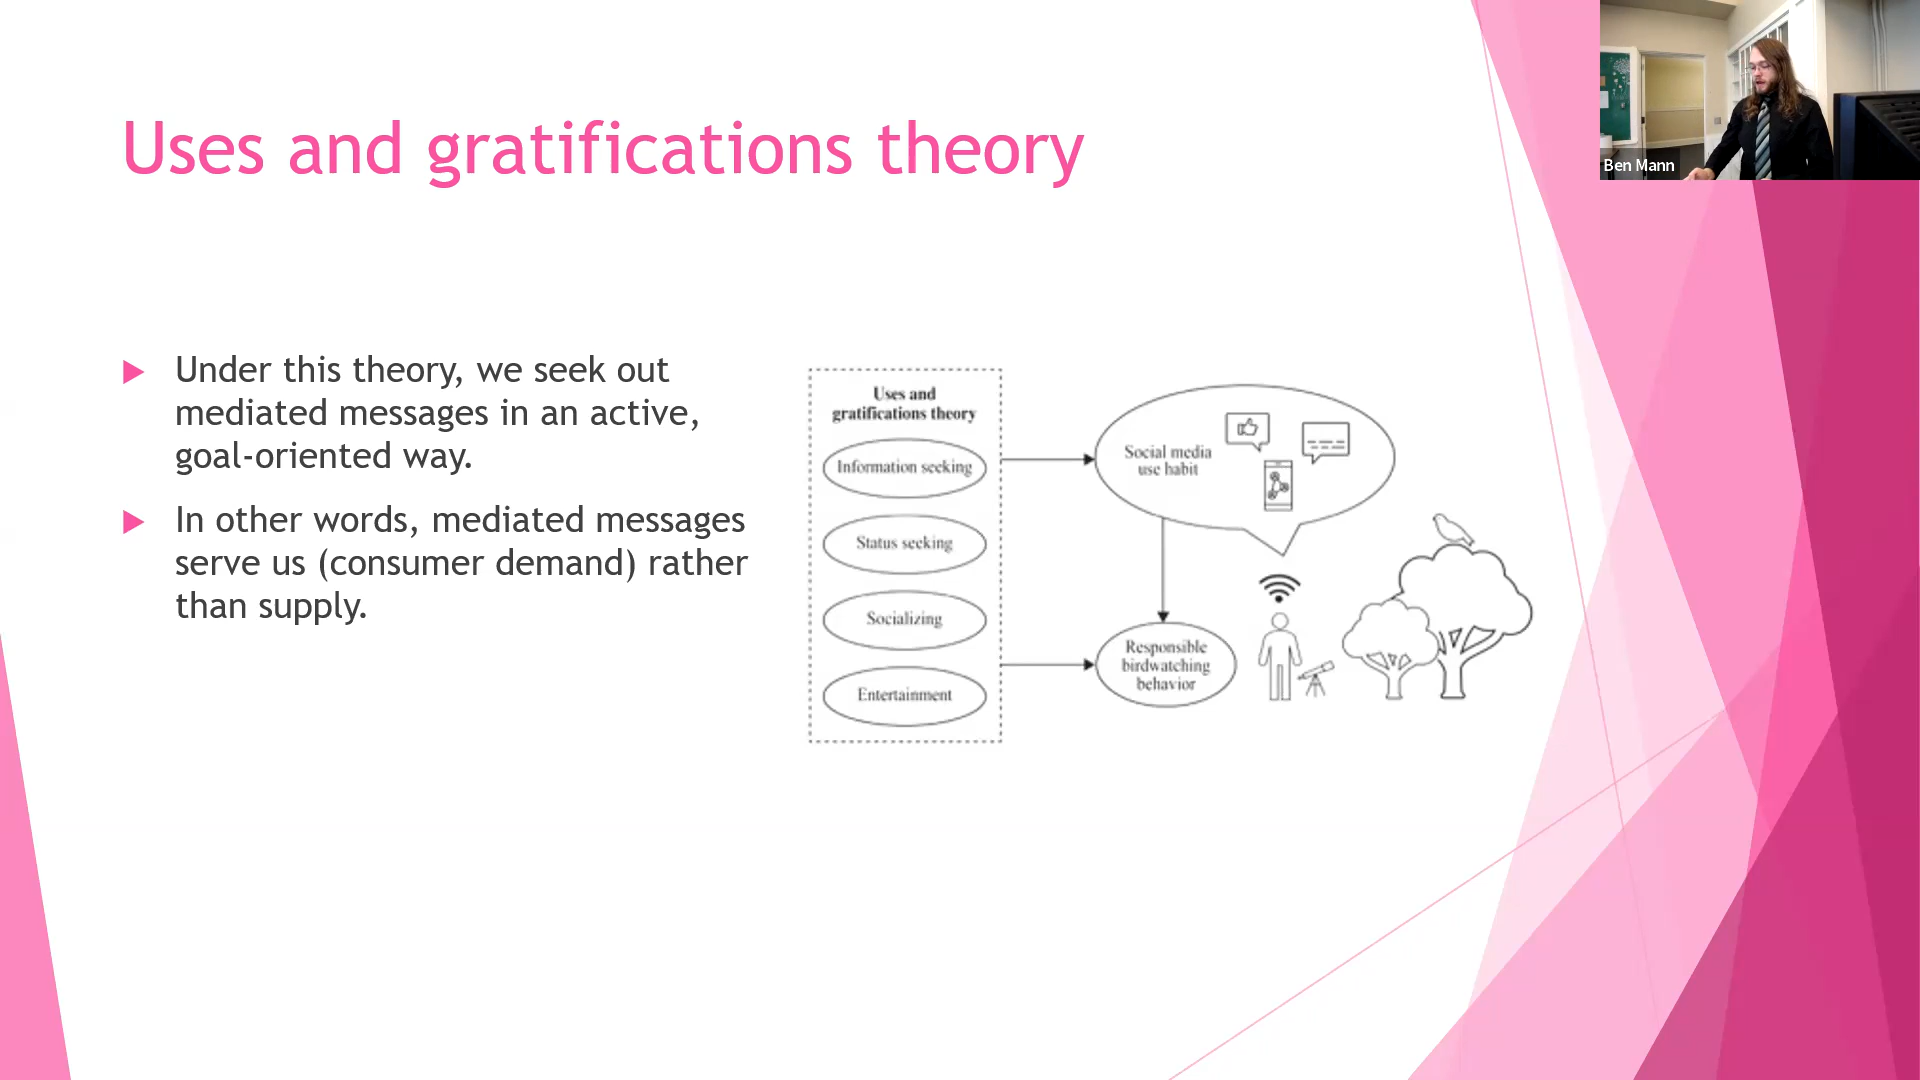 Uses and gratifications theory
Ben Mann
Under this theory, we seek out
mediated messages in an active,
goal-oriented way.
In other words, mediated messages
serve us (consumer demand) rather
than supply.
Uses and
gratifications theory
Information seeking
Status seeking
Socializing
Entertainment
Social media
use habit
Responsible
birdwatching
behavior